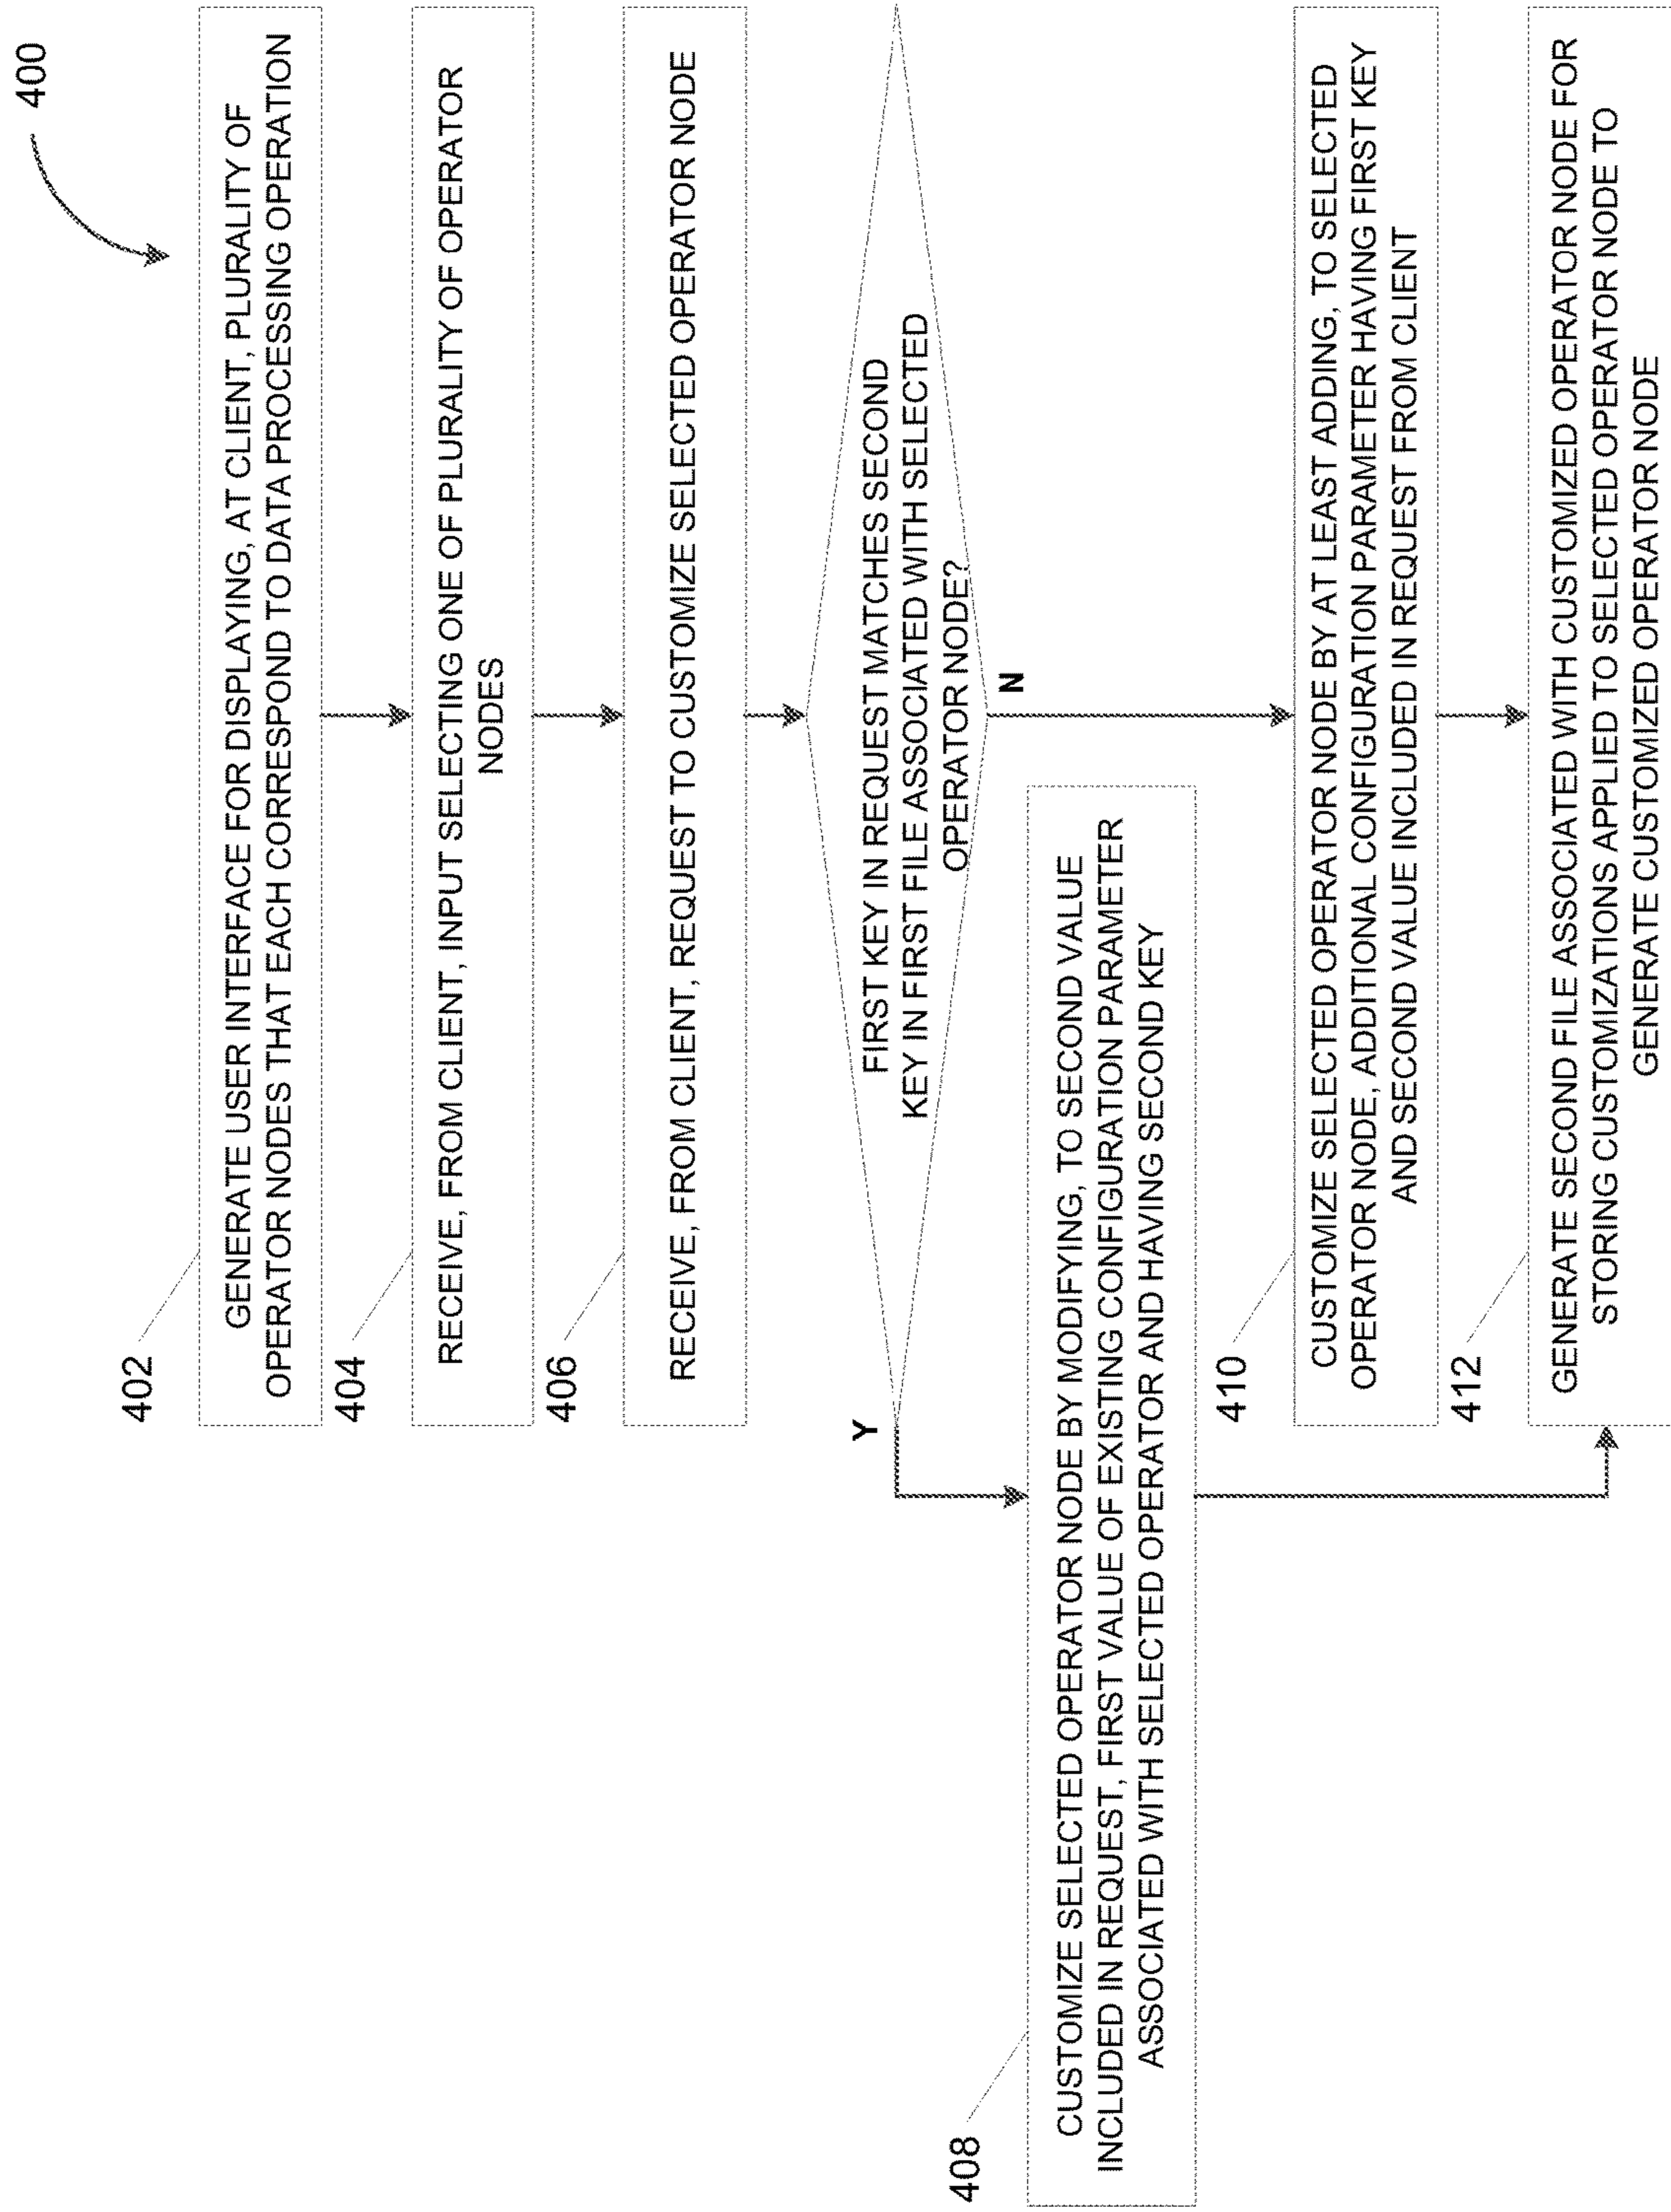 400
402
GENERATE USER INTERFACE FOR DISPLAYING, AT CLIENT, PLURALITY OF
OPERATOR NODES THAT EACH CORRESPOND TO DATA PROCESSING OPERATION
404
RECEIVE, FROM CLIENT, INPUT SELECTING ONE OF PLURALITY OF OPERATOR
NODES
406
RECEIVE, FROM CLIENT, REQUEST TO CUSTOMIZE SELECTED OPERATOR NODE
FIRST KEY IN REQUEST MATCHES SECOND
KEY IN FIRST FILE ASSOCIATED WITH SELECTED
OPERATOR NODE?
Y
N
408
CUSTOMIZE SELECTED OPERATOR NODE BY MODIFYING, TO SECOND VALUE
INCLUDED IN REQUEST, FIRST VALUE OF EXISTING CONFIGURATION PARAMETER
ASSOCIATED WITH SELECTED OPERATOR AND HAVING SECOND KEY
410
CUSTOMIZE SELECTED OPERATOR NODE BY AT LEAST ADDING, TO SELECTED
OPERATOR NODE, ADDITIONAL CONFIGURATION PARAMETER HAVING FIRST KEY
AND SECOND VALUE INCLUDED IN REQUEST FROM CLIENT
412
GENERATE SECOND FILE ASSOCIATED WITH CUSTOMIZED OPERATOR NODE FOR
STORING CUSTOMIZATIONS APPLIED TO SELECTED OPERATOR NODE TO
GENERATE CUSTOMIZED OPERATOR NODE